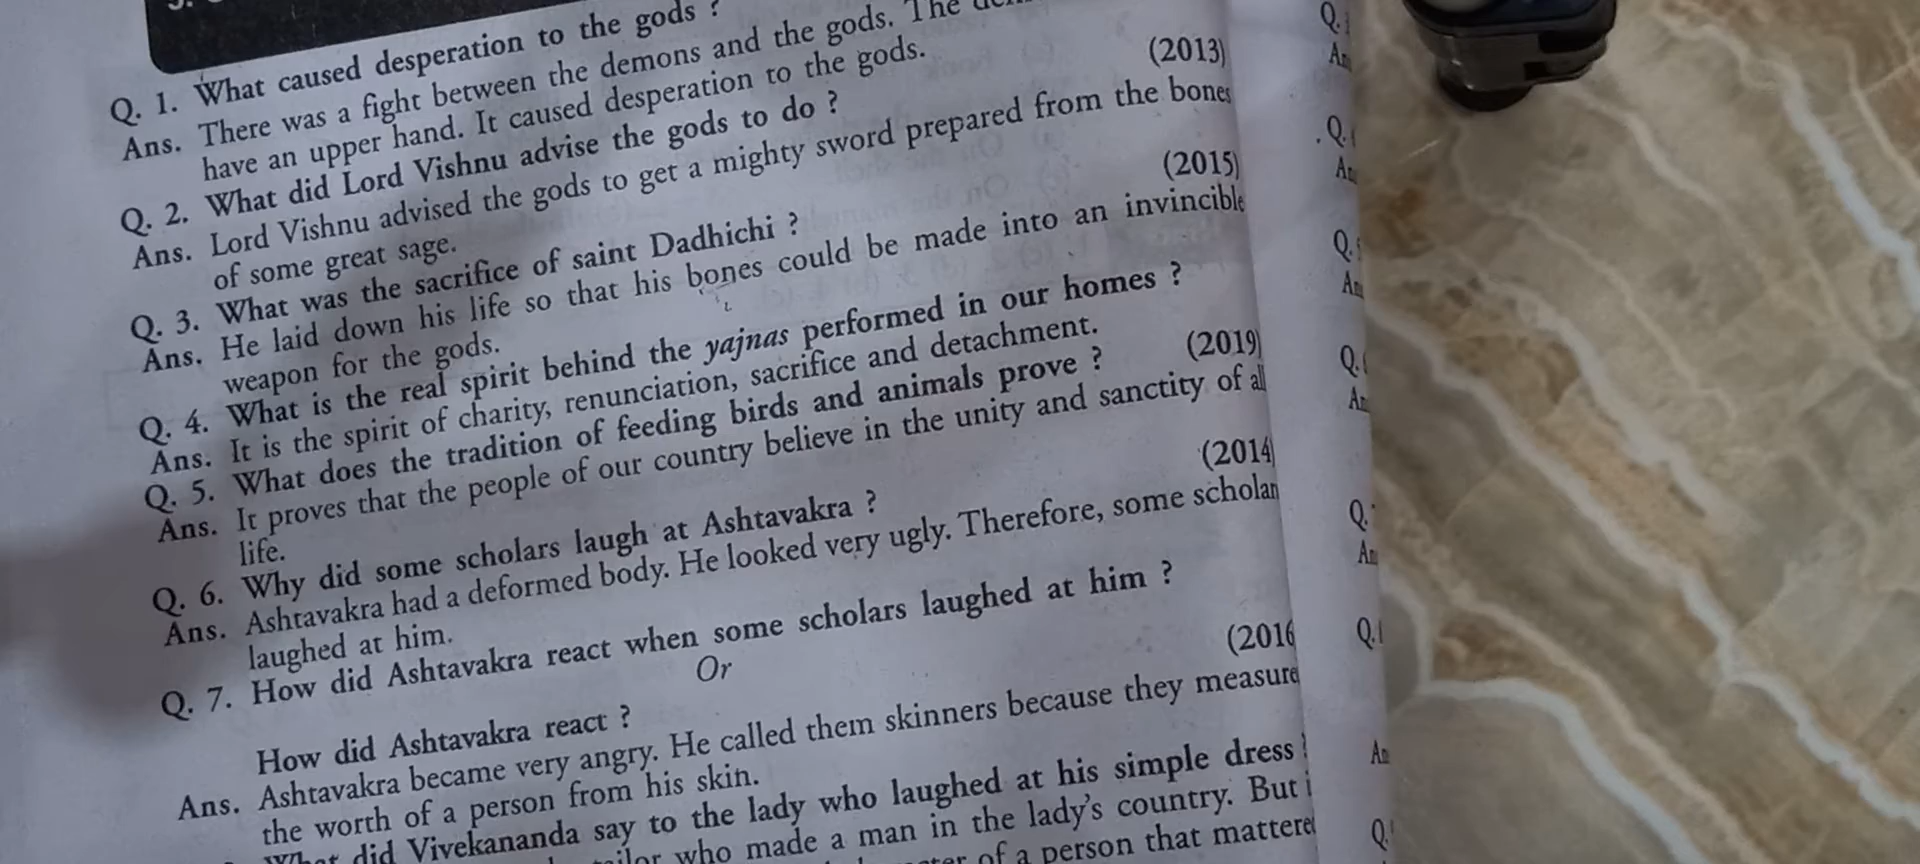 Q. 1. What caused desperation to the gods ?
Ans. There was a fight between the demons and the gods. The
have an upper hand. It caused desperation to the gods. (2013)
Q. 2. What did Lord Vishnu advise the gods to do ?
Ans. Lord Vishnu advised the gods to get a mighty sword prepared from the bones
of some great sage. (2015)
Q. 3. What was the sacrifice of saint Dadhichi ?
Ans. He laid down his life so that his bones could be made into an invincible
weapon for the gods.
Q. 4. What is the real spirit behind the yajnas performed in our homes ?
Ans. It is the spirit of charity, renunciation, sacrifice and detachment. (2019)
Q. 5. What does the tradition of feeding birds and animals prove ?
Ans. It proves that the people of our country believe in the unity and sanctity of all
life. (2014)
Q. 6. Why did some scholars laugh at Ashtavakra ?
Ans. Ashtavakra had a deformed body. He looked very ugly. Therefore, some scholar
laughed at him.
Q. 7. How did Ashtavakra react when some scholars laughed at him ?
Or (2016
How did Ashtavakra react ?
Ans. Ashtavakra became very angry. He called them skinners because they measure
the worth of a person from his skin.
did Vivekananda say to the lady who laughed at his simple dress ?
who made a man in the lady's country. But
of a person that mattered